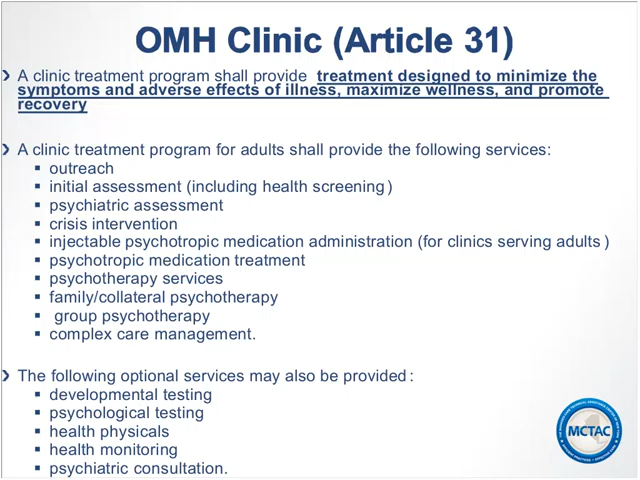 OMH Clinic (Article 31)
A clinic treatment program shall provide treatment designed to minimize the
symptoms and adverse effects of illness, maximize wellness, and promote
recovery
A clinic treatment program for adults shall provide the following services:
outreach
initial assessment (including health screening)
psychiatric assessment
crisis intervention
injectable psychotropic medication administration (for clinics serving adults)
psychotropic medication treatment
psychotherapy services
family/collateral psychotherapy
group psychotherapy
complex care management.
The following optional services may also be provided:
developmental testing
psychological testing
health physicals
health monitoring
psychiatric consultation.
MCTAC